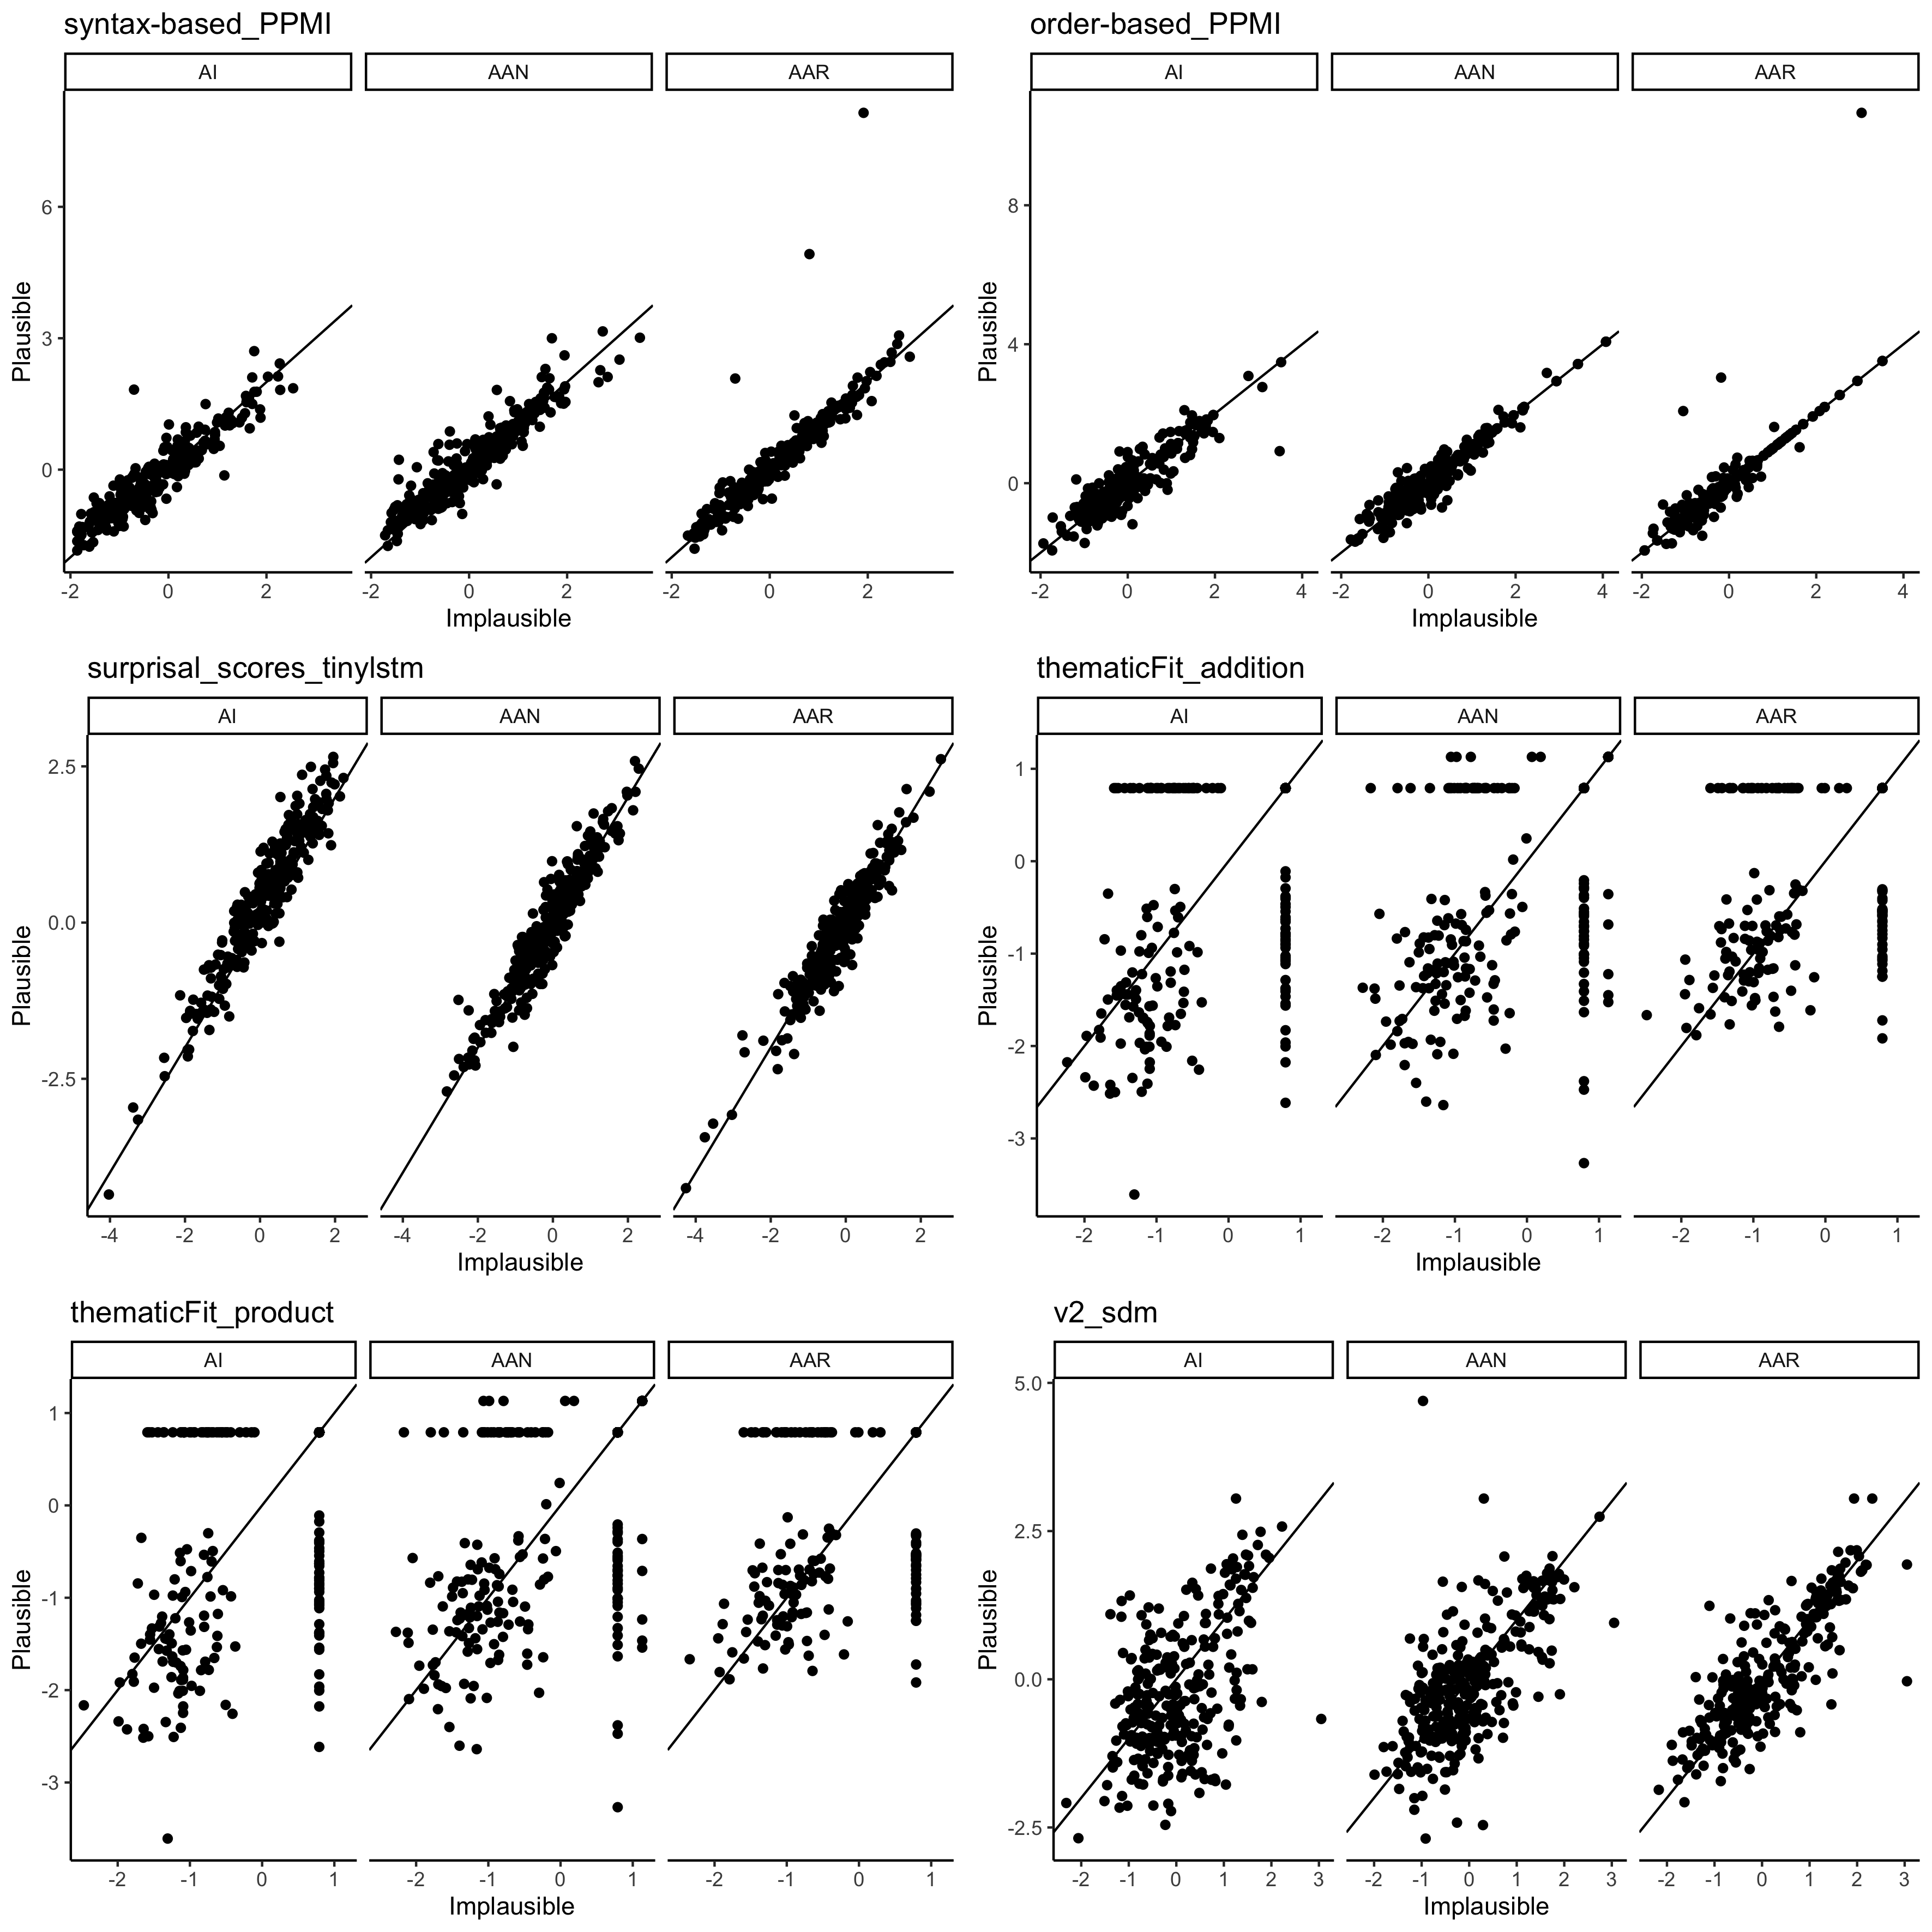 syntax-based_PPMI
AI AAN AAR
6
3
0
Plausible
-2 0 2 -2 0 2 -2 0 2
Implausible
order-based_PPMI
AI AAN AAR
8
4
0
Plausible
-2 0 2 4 -2 0 2 4 -2 0 2 4
Implausible
surprisal_scores_tinylstm
AI AAN AAR
2.5
0.0
-2.5
Plausible
-4 -2 0 2 -4 -2 0 2 -4 -2 0 2
Implausible
thematicFit_addition
AI AAN AAR
1
0
-1
-2
-3
Plausible
-2 -1 0 1 -2 -1 0 1 -2 -1 0 1
Implausible
thematicFit_product
AI AAN AAR
1
0
-1
-2
-3
Plausible
-2 -1 0 1 -2 -1 0 1 -2 -1 0 1
Implausible
v2_sdm
AI AAN AAR
5.0
2.5
0.0
-2.5
Plausible
-2 -1 0 1 2 3 -2 -1 0 1 2 3 -2 -1 0 1 2 3
Implausible